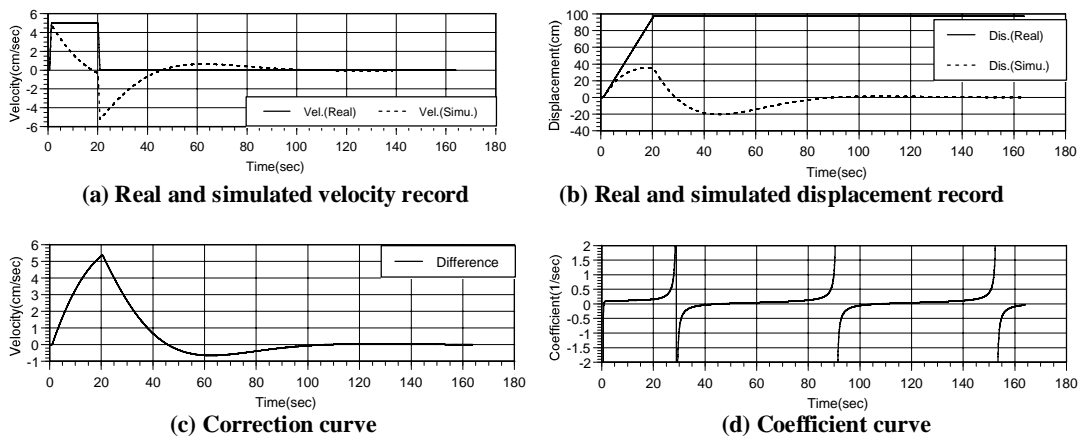 6
4
2
0
-2
-4
-6
Velocity(cm/sec)
Vel.(Real) Vel.(Simu.)
0 20 40 60 80 100 120 140 160 180
Time(sec)
(a) Real and simulated velocity record
100
80
60
40
20
0
-20
-40
Displacement(cm)
Dis.(Real)
Dis.(Simu.)
0 20 40 60 80 100 120 140 160 180
Time(sec)
(b) Real and simulated displacement record
6
5
4
3
2
1
0
-1
Velocity(cm/sec)
Difference
0 20 40 60 80 100 120 140 160 180
Time(sec)
(c) Correction curve
2
1.5
1
0.5
0
-0.5
-1
-1.5
-2
Coefficient(1/sec)
0 20 40 60 80 100 120 140 160 180
Time(sec)
(d) Coefficient curve